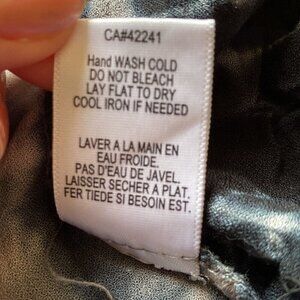 CA#42241
Hand WASH COLD
DO NOT BLEACH
LAY FLAT TO DRY
COOL IRON IF NEEDED
LAVER A LA MAIN EN
EAU FROIDE.
PAS D'EAU DE JAVEL.
LAISSER SECHER A PLAT.
FER TIEDE SI BESOIN EST.